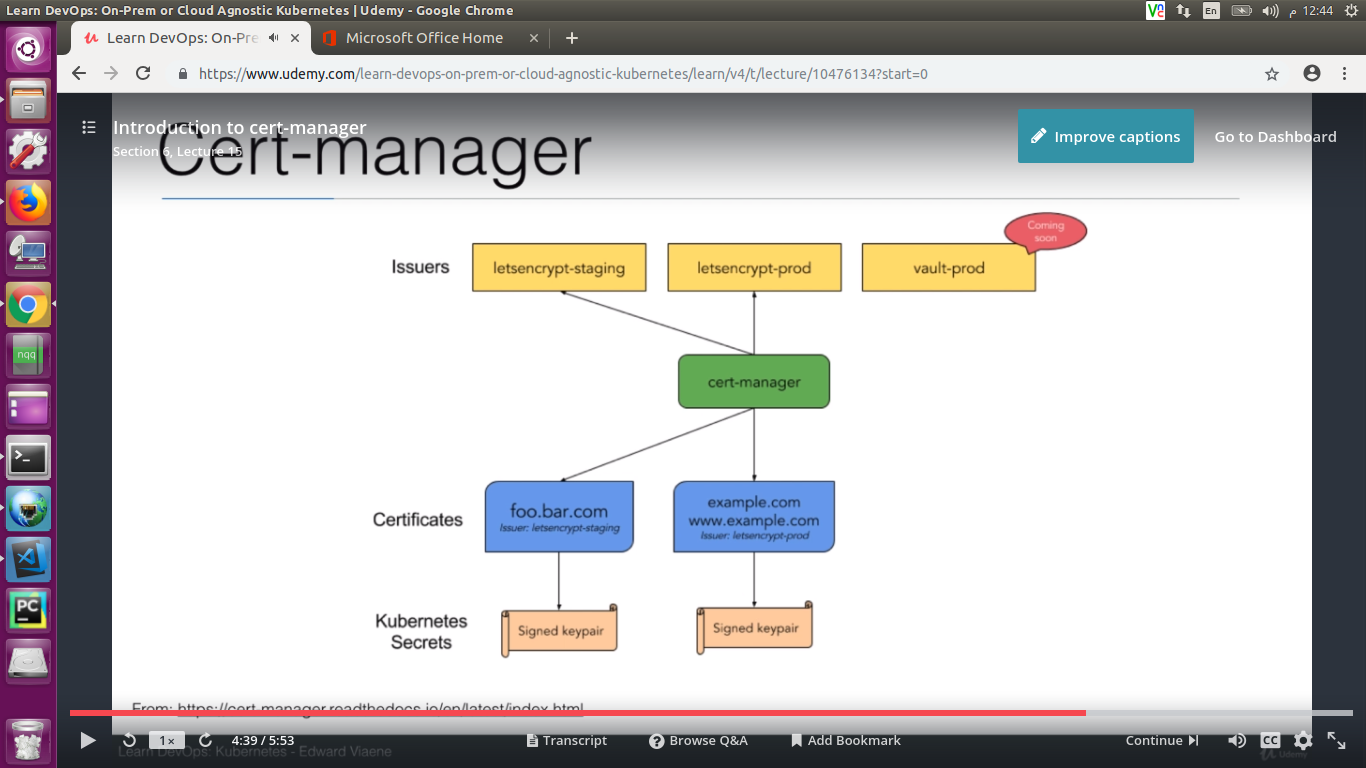 Learn DevOps: On-Prem or Cloud Agnostic Kubernetes | Udemy - Google Chrome
En
م 12:44
Learn DevOps: On-Pre
Microsoft Office Home
https://www.udemy.com/learn-devops-on-prem-or-cloud-agnostic-kubernetes/learn/v4/t/lecture/10476134?start=0
Introduction to cert-manager
Section 6, Lecture 15
Improve captions
Go to Dashboard
Cert-manager
Coming
soon
Issuers
letsencrypt-staging
letsencrypt-prod
vault-prod
cert-manager
Certificates
foo.bar.com
Issuer: letsencrypt-staging
example.com
www.example.com
Issuer: letsencrypt-prod
Kubernetes
Secrets
Signed keypair
Signed keypair
From: https://cert-manager.readthedocs.io/en/latest/index.html
1×
4:39 / 5:53
Transcript
Browse Q&A
Add Bookmark
Continue
CC
Learn DevOps: Kubernetes - Edward Viaene
Udemy
nqq
PC